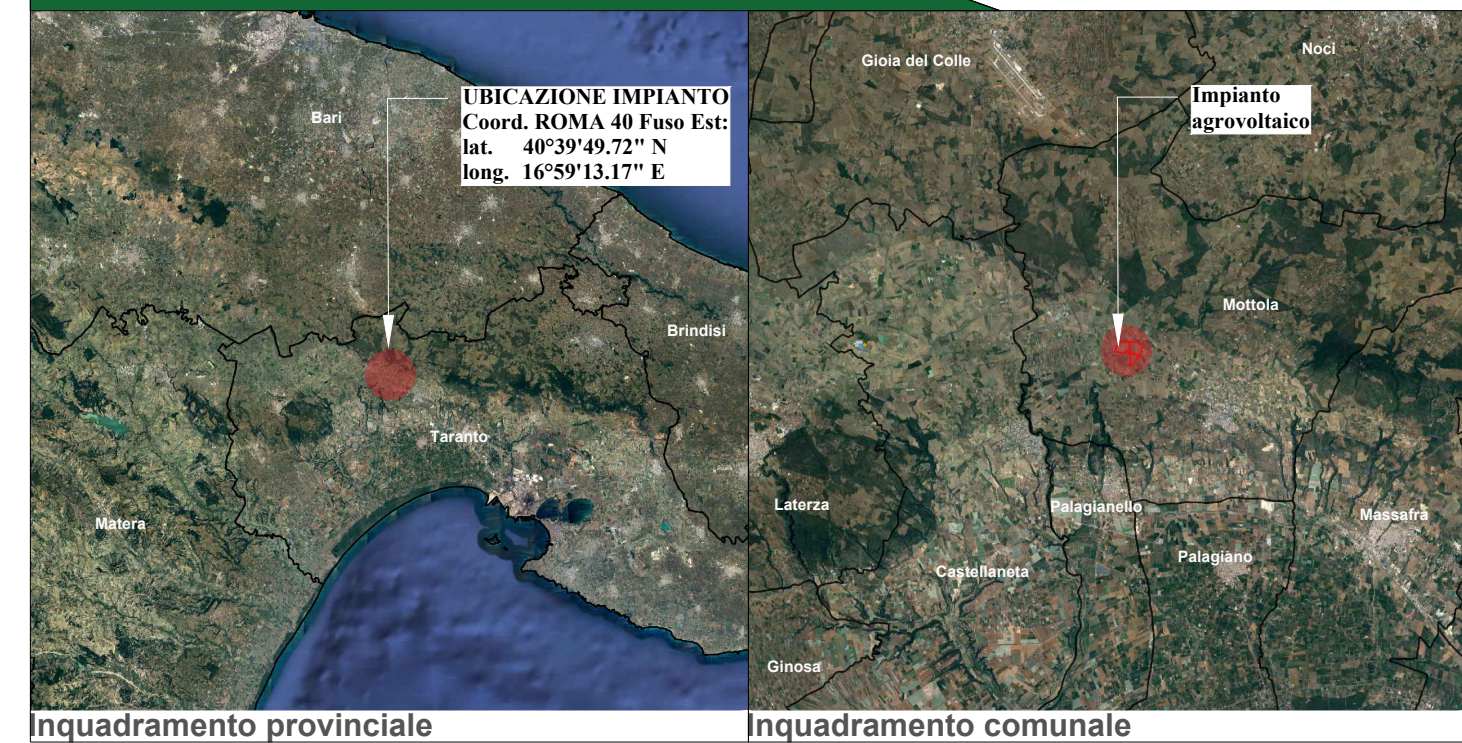 Bari
UBICAZIONE IMPIANTO
Coord. ROMA 40 Fuso Est:
lat. 40°39'49.72" N
long. 16°59'13.17" E
Brindisi
Taranto
Matera
Inquadramento provinciale
Gioia del Colle
Noci
Impianto
agrovoltaico
Mottola
Laterza
Palagianello
Massafra
Palagiano
Castellaneta
Ginosa
Inquadramento comunale